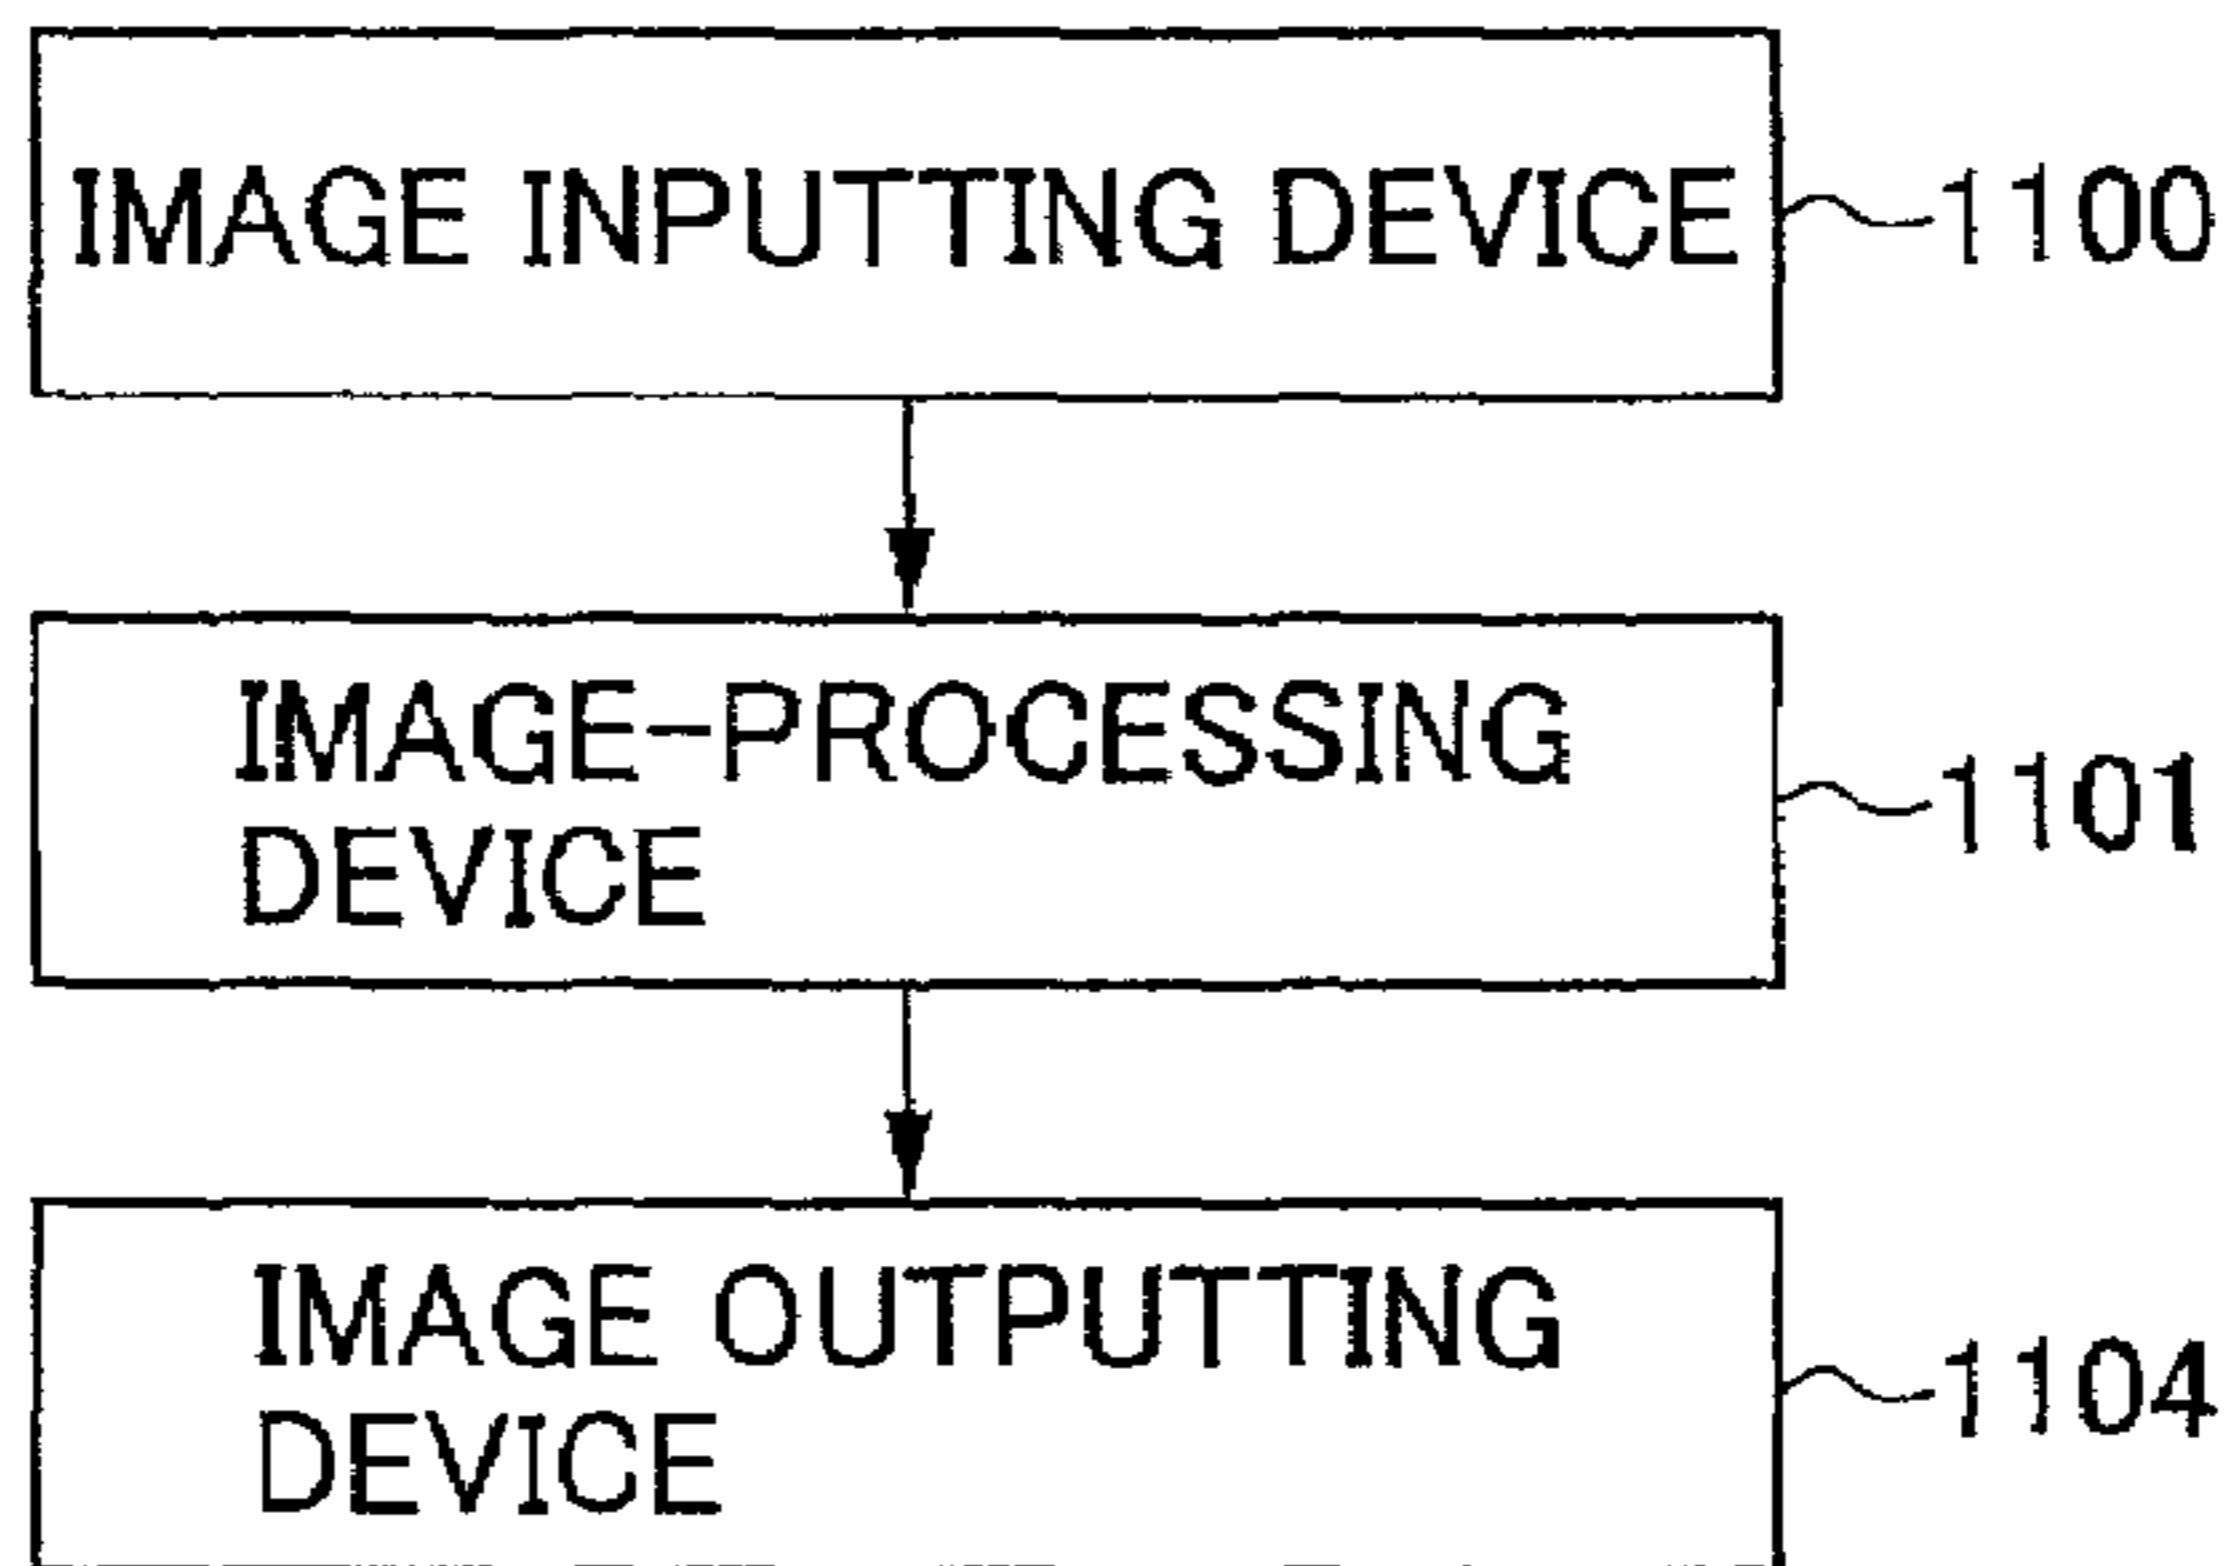 IMAGE INPUTTING DEVICE
1100
IMAGE-PROCESSING
DEVICE
1101
IMAGE OUTPUTTING
DEVICE
1104